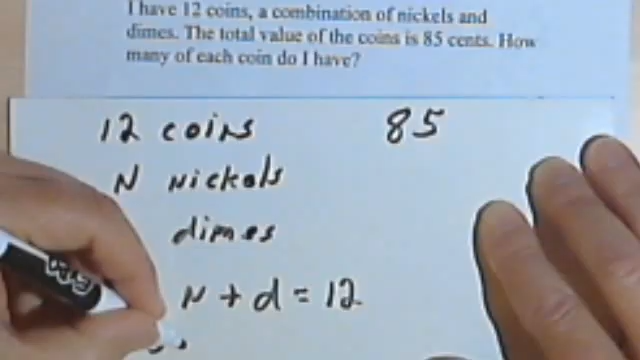 I have 12 coins, a combination of nickels and
dimes. The total value of the coins is 85 cents. How
many of each coin do I have?
12 coins 85
N nickels
dimes
N + d = 12
EXPO